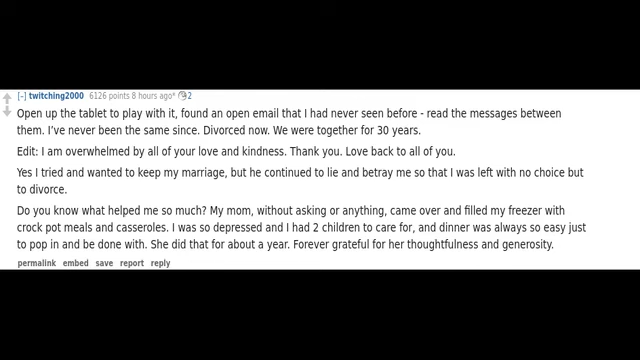 [-] twitching2000 6126 points 8 hours ago* 2
Open up the tablet to play with it, found an open email that I had never seen before - read the messages between
them. I've never been the same since. Divorced now. We were together for 30 years.
Edit: I am overwhelmed by all of your love and kindness. Thank you. Love back to all of you.
Yes I tried and wanted to keep my marriage, but he continued to lie and betray me so that I was left with no choice but
to divorce.
Do you know what helped me so much? My mom, without asking or anything, came over and filled my freezer with
crock pot meals and casseroles. I was so depressed and I had 2 children to care for, and dinner was always so easy just
to pop in and be done with. She did that for about a year. Forever grateful for her thoughtfulness and generosity.
permalink embed save report reply